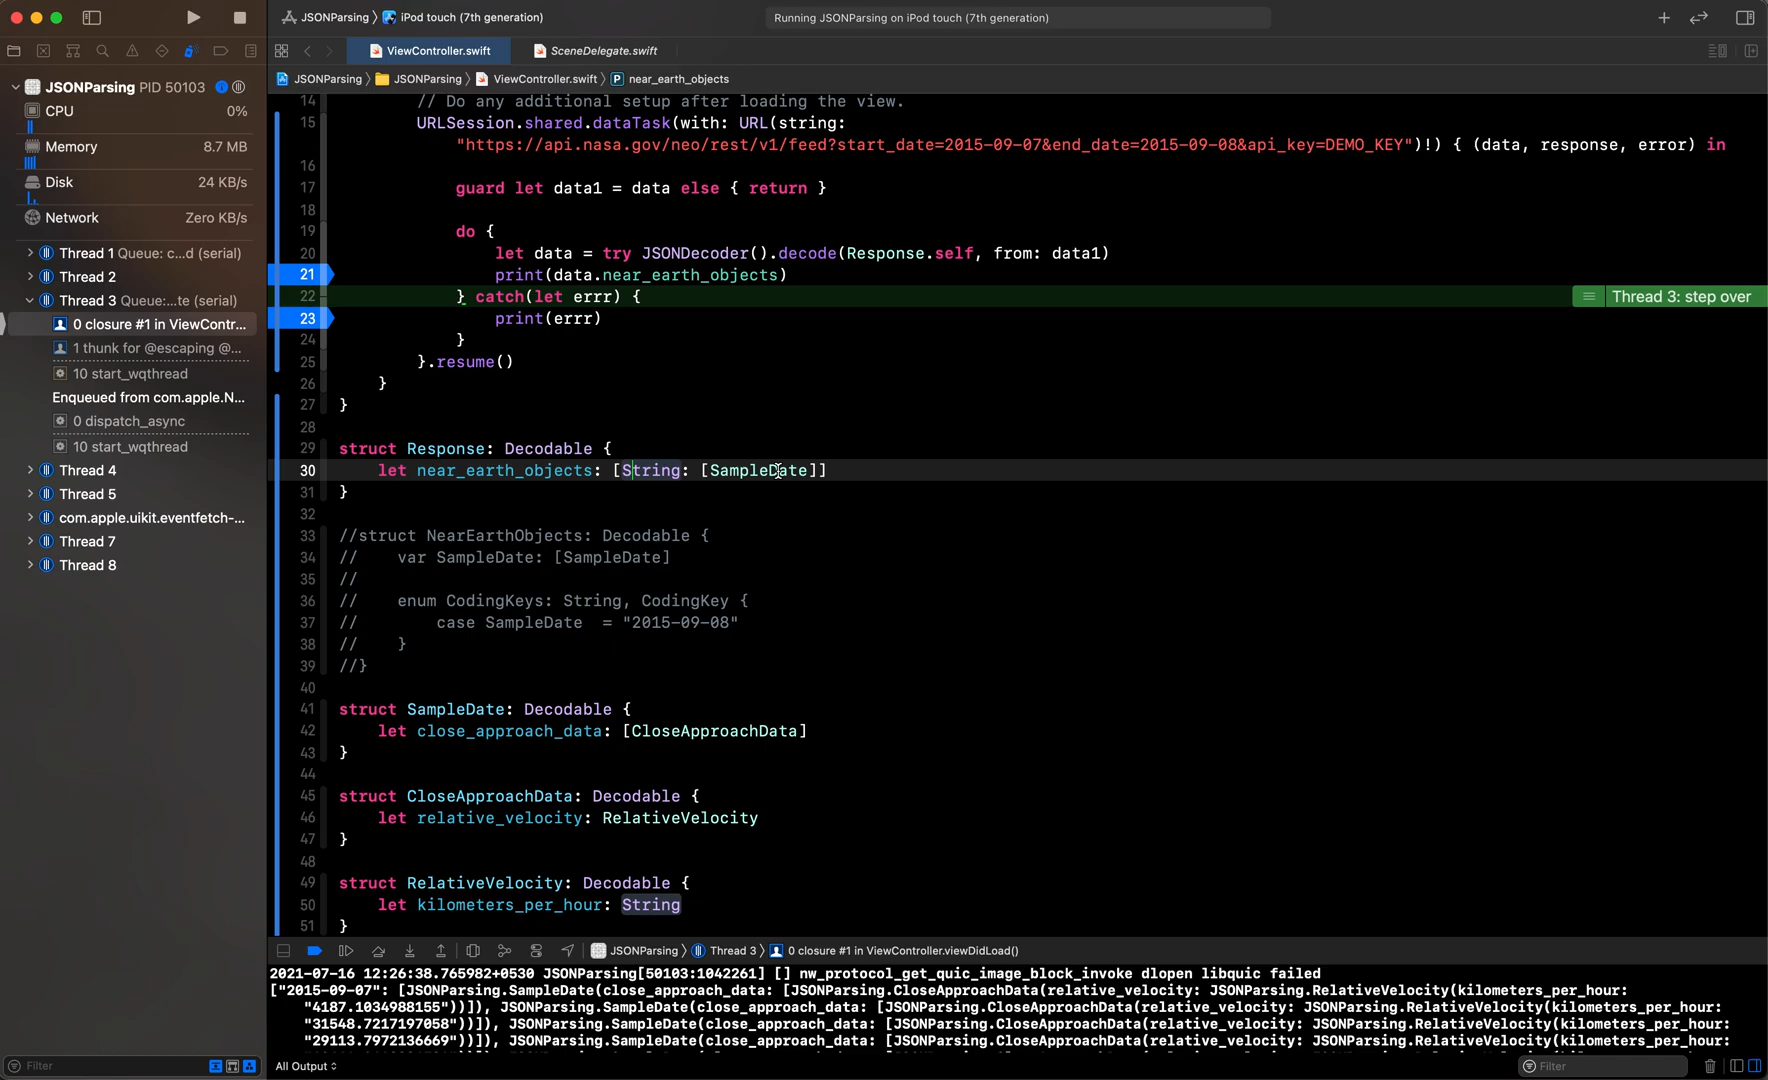 JSONParsing
iPod touch (7th generation)
Running JSONParsing on iPod touch (7th generation)
ViewController.swift
SceneDelegate.swift
JSONParsing
JSONParsing
ViewController.swift
P near_earth_objects
JSONParsing PID 50103
CPU 0%
Memory 8.7 MB
Disk 24 KB/s
Network Zero KB/s
Thread 1 Queue: c...d (serial)
Thread 2
Thread 3 Queue:...te (serial)
0 closure #1 in ViewContr...
1 thunk for @escaping @...
10 start_wqthread
Enqueued from com.apple.N...
0 dispatch_async
10 start_wqthread
Thread 4
Thread 5
com.apple.uikit.eventfetch-...
Thread 7
Thread 8
Filter
14 // Do any additional setup after loading the view.
15 URLSession.shared.dataTask(with: URL(string:
"https://api.nasa.gov/neo/rest/v1/feed?start_date=2015-09-07&end_date=2015-09-08&api_key=DEMO_KEY")!) { (data, response, error) in
16
17 guard let data1 = data else { return }
18
19 do {
20 let data = try JSONDecoder().decode(Response.self, from: data1)
21 print(data.near_earth_objects)
22 } catch(let errr) {
Thread 3: step over
23 print(errr)
24 }
25 }.resume()
26 }
27 }
28
29 struct Response: Decodable {
30 let near_earth_objects: [String: [SampleDate]]
31 }
32
33 //struct NearEarthObjects: Decodable {
34 // var SampleDate: [SampleDate]
35 //
36 // enum CodingKeys: String, CodingKey {
37 // case SampleDate = "2015-09-08"
38 // }
39 //}
40
41 struct SampleDate: Decodable {
42 let close_approach_data: [CloseApproachData]
43 }
44
45 struct CloseApproachData: Decodable {
46 let relative_velocity: RelativeVelocity
47 }
48
49 struct RelativeVelocity: Decodable {
50 let kilometers_per_hour: String
51 }
JSONParsing
Thread 3
0 closure #1 in ViewController.viewDidLoad()
2021-07-16 12:26:38.765982+0530 JSONParsing[50103:1042261] [] nw_protocol_get_quic_image_block_invoke dlopen libquic failed
["2015-09-07": [JSONParsing.SampleDate(close_approach_data: [JSONParsing.CloseApproachData(relative_velocity: JSONParsing.RelativeVelocity(kilometers_per_hour:
"4187.1034988155"))]), JSONParsing.SampleDate(close_approach_data: [JSONParsing.CloseApproachData(relative_velocity: JSONParsing.RelativeVelocity(kilometers_per_hour:
"31548.7217197058"))]), JSONParsing.SampleDate(close_approach_data: [JSONParsing.CloseApproachData(relative_velocity: JSONParsing.RelativeVelocity(kilometers_per_hour:
"29113.7972136669"))]), JSONParsing.SampleDate(close_approach_data: [JSONParsing.CloseApproachData(relative_velocity: JSONParsing.RelativeVelocity(kilometers_per_hour:
All Output
Filter